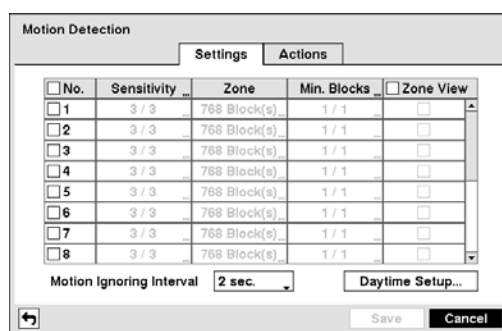 Motion Detection
Settings Actions
No. Sensitivity ... Zone Min. Blocks ... Zone View
1 3 / 3 ... 768 Block(s)... 1 / 1 ...
2 3 / 3 ... 768 Block(s)... 1 / 1 ...
3 3 / 3 ... 768 Block(s)... 1 / 1 ...
4 3 / 3 ... 768 Block(s)... 1 / 1 ...
5 3 / 3 ... 768 Block(s)... 1 / 1 ...
6 3 / 3 ... 768 Block(s)... 1 / 1 ...
7 3 / 3 ... 768 Block(s)... 1 / 1 ...
8 3 / 3 ... 768 Block(s)... 1 / 1 ...
Motion Ignoring Interval 2 sec. Daytime Setup...
Save Cancel